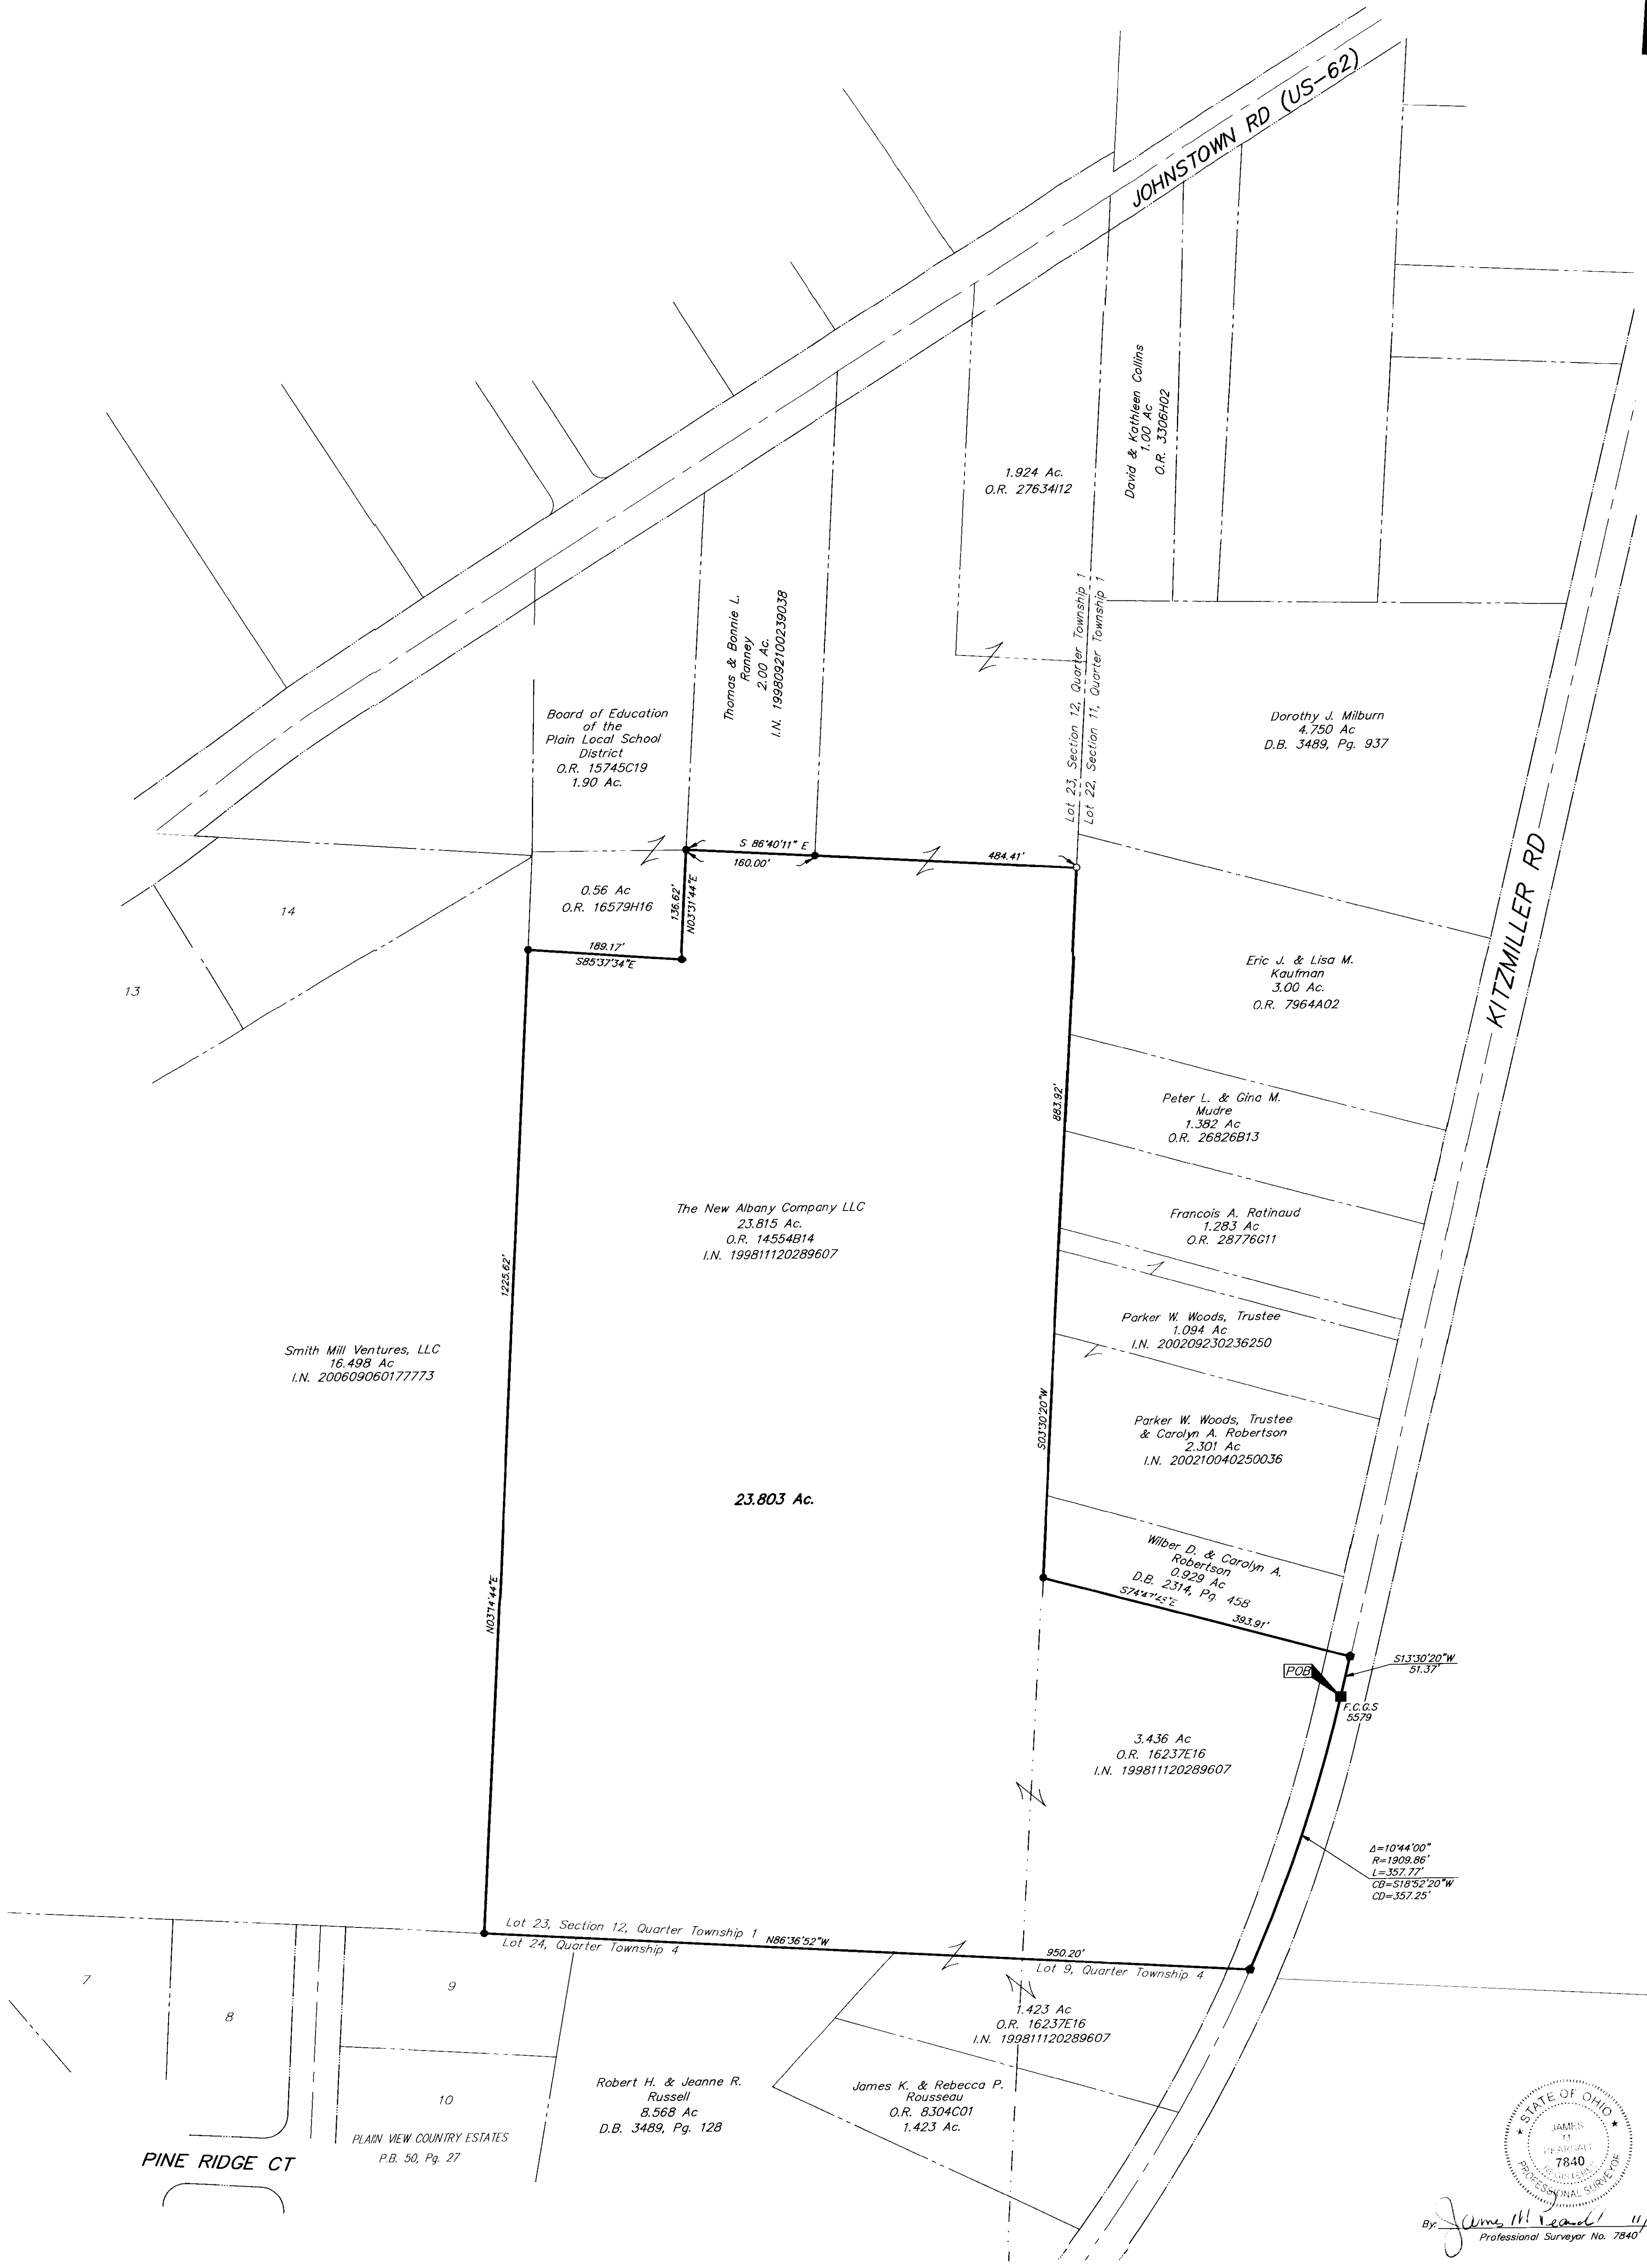 JOHNSTOWN RD (US-62)
David & Kathleen Collins
1.00 Ac
O.R. 3306H02
1.924 Ac.
O.R. 27634I12
Thomas & Bonnie L.
Ranney
2.00 Ac.
I.N. 1998092100239038
Lot 23, Section 12, Quarter Township 1
Lot 22, Section 11, Quarter Township 1
Board of Education
of the
Plain Local School
District
O.R. 15745C19
1.90 Ac.
Dorothy J. Milburn
4.750 Ac
D.B. 3489, Pg. 937
S 86°40'11" E
160.00'
484.41'
KITZMILLER RD
0.56 Ac
O.R. 16579H16
136.62'
N03°31'44"E
14
189.17'
S85°37'34"E
13
Eric J. & Lisa M.
Kaufman
3.00 Ac.
O.R. 7964A02
883.92'
Peter L. & Gina M.
Mudre
1.382 Ac
O.R. 26826B13
The New Albany Company LLC
23.815 Ac.
O.R. 14554B14
I.N. 199811120289607
Francois A. Ratinaud
1.283 Ac
O.R. 28776G11
1225.62'
Parker W. Woods, Trustee
1.094 Ac
I.N. 200209230236250
Smith Mill Ventures, LLC
16.498 Ac
I.N. 200609060177773
S03°30'20"W
Parker W. Woods, Trustee
& Carolyn A. Robertson
2.301 Ac
I.N. 200210040250036
23.803 Ac.
N03°14'44"E
Wilber D. & Carolyn A.
Robertson
0.929 Ac
D.B. 2314, Pg. 458
S74°47'43"E
393.91'
S13°30'20"W
51.37'
POB
F.C.G.S
5579
3.436 Ac
O.R. 16237E16
I.N. 199811120289607
Δ=10°44'00"
R=1909.86'
L=357.77'
CB=S18°52'20"W
CD=357.25'
Lot 23, Section 12, Quarter Township 1
N86°36'52"W
950.20'
Lot 24, Quarter Township 4
Lot 9, Quarter Township 4
7
8
9
10
1.423 Ac
O.R. 16237E16
I.N. 199811120289607
Robert H. & Jeanne R.
Russell
8.568 Ac
D.B. 3489, Pg. 128
James K. & Rebecca P.
Rousseau
O.R. 8304C01
1.423 Ac.
PLAIN VIEW COUNTRY ESTATES
P.B. 50, Pg. 27
PINE RIDGE CT
STATE OF OHIO
JAMES
M.
7840
REGISTERED
PROFESSIONAL SURVEYOR
By: James M. 11/
Professional Surveyor No. 7840